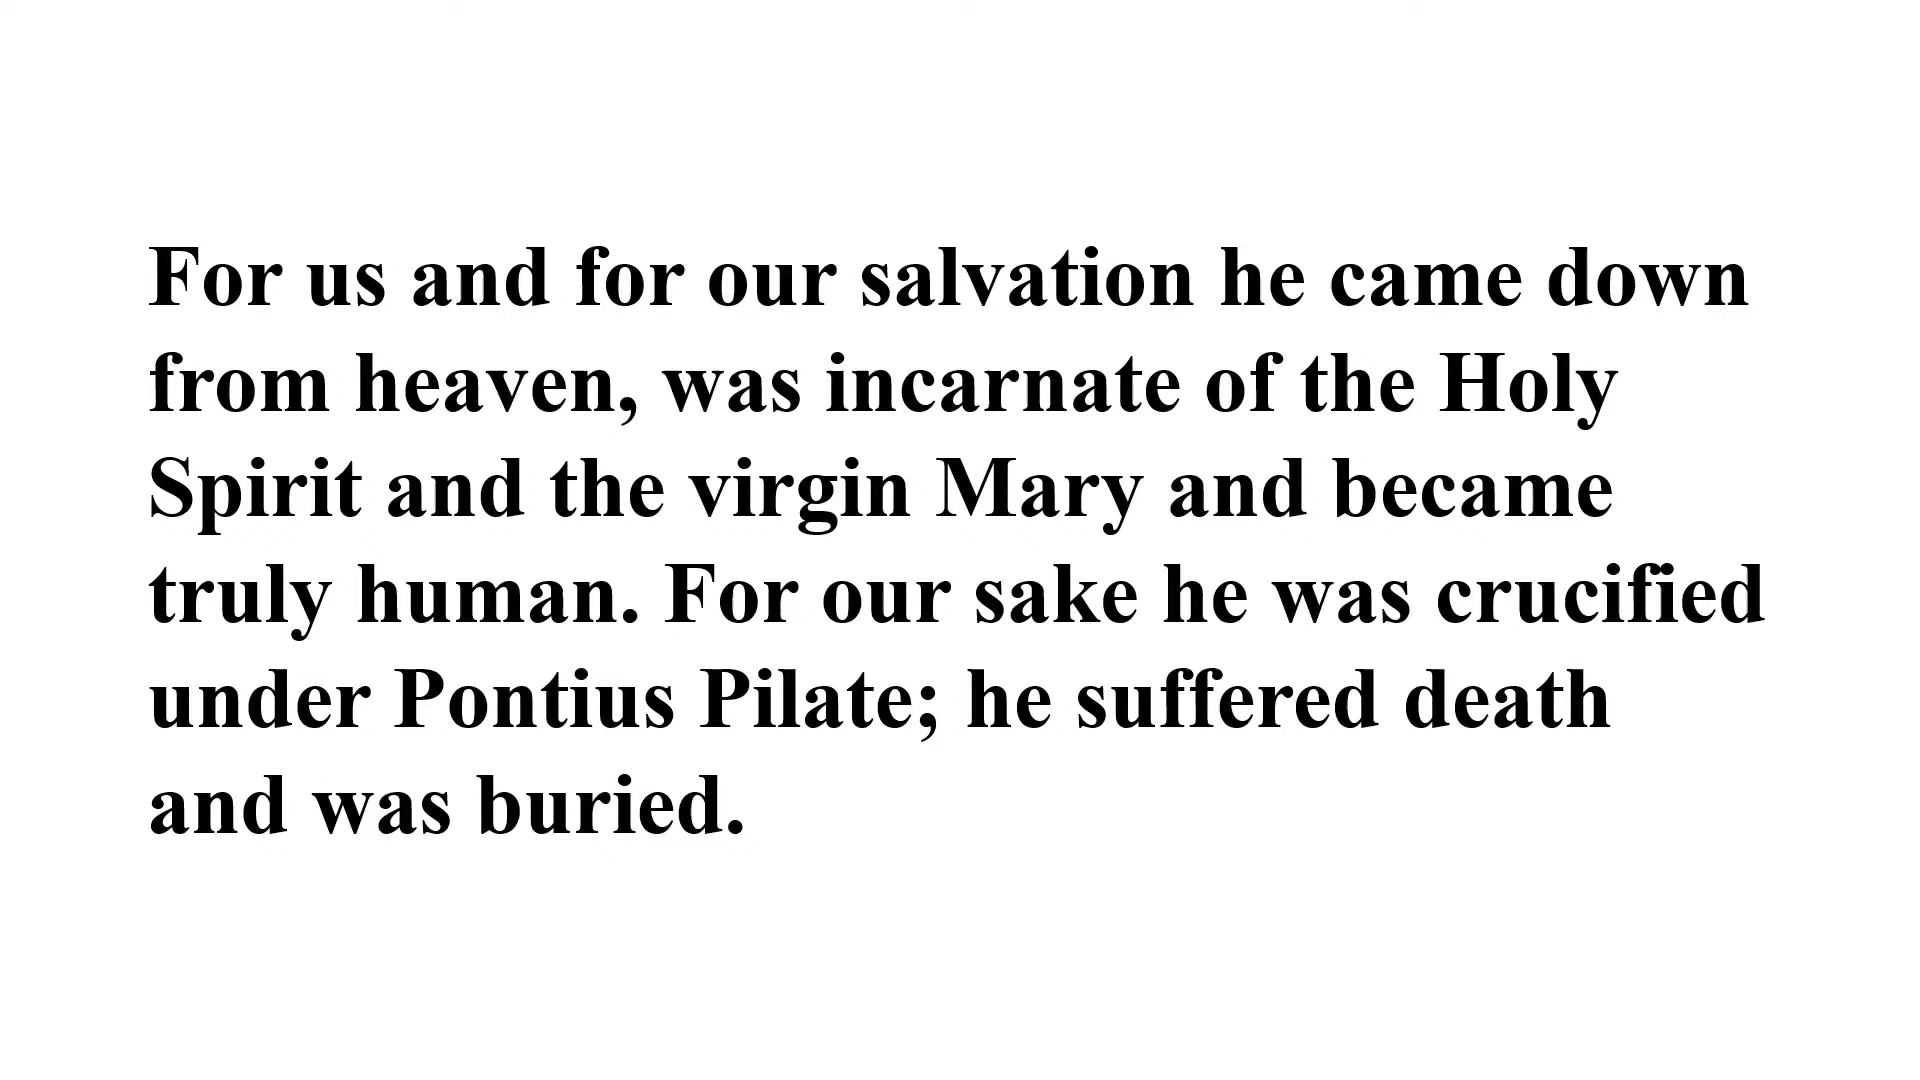 For us and for our salvation he came down
from heaven, was incarnate of the Holy
Spirit and the virgin Mary and became
truly human. For our sake he was crucified
under Pontius Pilate; he suffered death
and was buried.